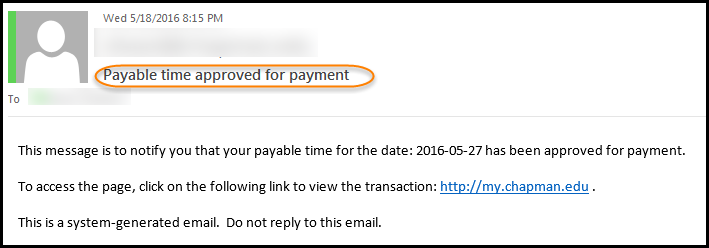 Wed 5/18/2016 8:15 PM
Payable time approved for payment
To
This message is to notify you that your payable time for the date: 2016-05-27 has been approved for payment.
To access the page, click on the following link to view the transaction: http://my.chapman.edu .
This is a system-generated email. Do not reply to this email.